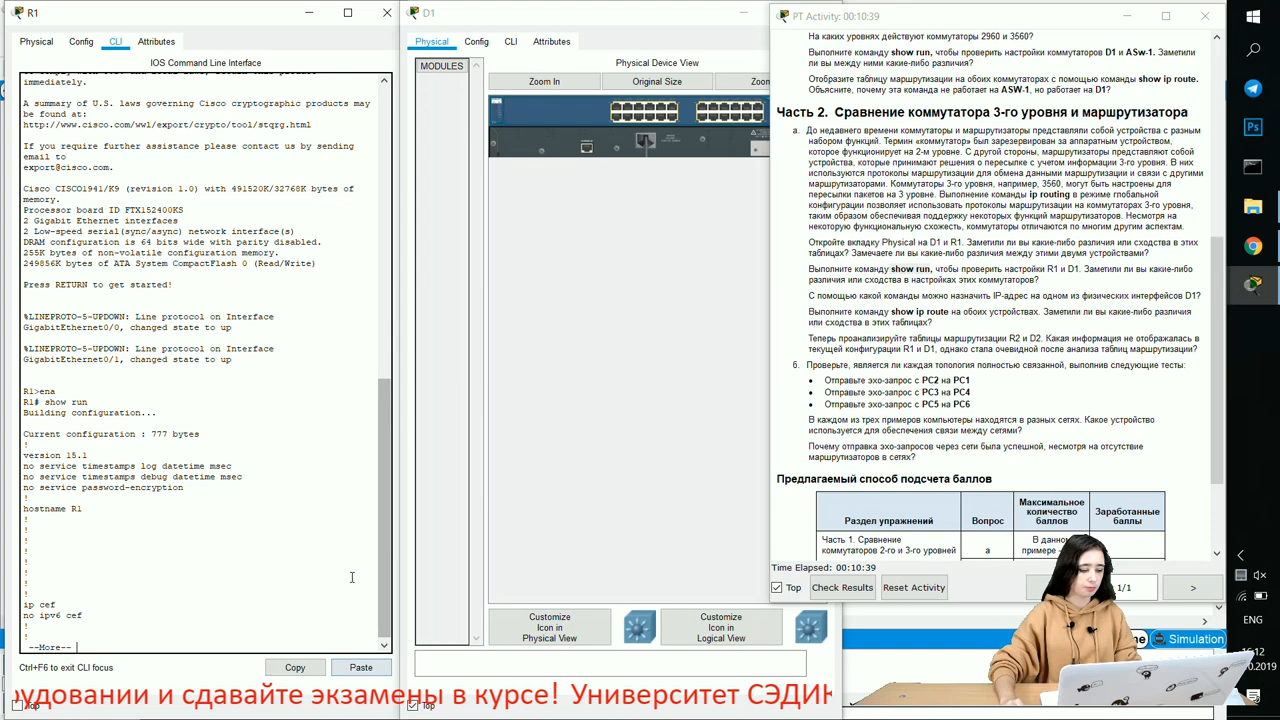 R1
Physical
Config
CLI
Attributes
IOS Command Line Interface
immediately.
A summary of U.S. laws governing Cisco cryptographic products may
be found at:
http://www.cisco.com/wwl/export/crypto/tool/stqrg.html
If you require further assistance please contact us by sending
email to
export@cisco.com.
Cisco CISCO1941/K9 (revision 1.0) with 491520K/32768K bytes of
memory.
Processor board ID FTX152400KS
2 Gigabit Ethernet interfaces
2 Low-speed serial(sync/async) network interface(s)
DRAM configuration is 64 bits wide with parity disabled.
255K bytes of non-volatile configuration memory.
249856K bytes of ATA System CompactFlash 0 (Read/Write)
Press RETURN to get started!
%LINEPROTO-5-UPDOWN: Line protocol on Interface
GigabitEthernet0/0, changed state to up
%LINEPROTO-5-UPDOWN: Line protocol on Interface
GigabitEthernet0/1, changed state to up
R1>ena
R1# show run
Building configuration...
Current configuration : 777 bytes
!
version 15.1
no service timestamps log datetime msec
no service timestamps debug datetime msec
no service password-encryption
!
hostname R1
!
!
!
!
!
!
!
!
ip cef
no ipv6 cef
!
!
--More--
Ctrl+F6 to exit CLI focus
Copy
Paste
Top
D1
Physical
Config
CLI
Attributes
MODULES
Physical Device View
Zoom In
Original Size
Zoom
Customize
Icon in
Physical View
Customize
Icon in
Logical View
Top
PT Activity: 00:10:39
На каких уровнях действуют коммутаторы 2960 и 3560?
Выполните команду show run, чтобы проверить настройки коммутаторов D1 и ASw-1. Заметили
ли вы между ними какие-либо различия?
Отобразите таблицу маршрутизации на обоих коммутаторах с помощью команды show ip route.
Объясните, почему эта команда не работает на ASW-1, но работает на D1?
Часть 2. Сравнение коммутатора 3-го уровня и маршрутизатора
а. До недавнего времени коммутаторы и маршрутизаторы представляли собой устройства с разным
набором функций. Термин «коммутатор» был зарезервирован за аппаратным устройством,
которое функционирует на 2-м уровне. С другой стороны, маршрутизаторы представляют собой
устройства, которые принимают решения о пересылке с учетом информации 3-го уровня. В них
используются протоколы маршрутизации для обмена данными маршрутизации и связи с другими
маршрутизаторами. Коммутаторы 3-го уровня, например, 3560, могут быть настроены для
пересылки пакетов на 3 уровне. Выполнение команды ip routing в режиме глобальной
конфигурации позволяет использовать протоколы маршрутизации на коммутаторах 3-го уровня,
таким образом обеспечивая поддержку некоторых функций маршрутизаторов. Несмотря на
некоторую функциональную схожесть, коммутаторы отличаются по многим другим аспектам.
Откройте вкладку Physical на D1 и R1. Заметили ли вы какие-либо различия или сходства в этих
таблицах? Замечаете ли вы какие-либо различия между этими двумя устройствами?
Выполните команду show run, чтобы проверить настройки R1 и D1. Заметили ли вы какие-либо
различия или сходства в настройках этих коммутаторов?
С помощью какой команды можно назначить IP-адрес на одном из физических интерфейсов D1?
Выполните команду show ip route на обоих устройствах. Заметили ли вы какие-либо различия
или сходства в этих таблицах?
Теперь проанализируйте таблицы маршрутизации R2 и D2. Какая информация не отображалась в
текущей конфигурации R1 и D1, однако стала очевидной после анализа таблиц маршрутизации?
б. Проверьте, является ли каждая топология полностью связанной, выполнив следующие тесты:
• Отправьте эхо-запрос с PC2 на PC1
• Отправьте эхо-запрос с PC3 на PC4
• Отправьте эхо-запрос с PC5 на PC6
В каждом из трех примеров компьютеры находятся в разных сетях. Какое устройство
используется для обеспечения связи между сетями?
Почему отправка эхо-запросов через сети была успешной, несмотря на отсутствие
маршрутизаторов в сетях?
Предлагаемый способ подсчета баллов
Раздел упражнений
Вопрос
Максимальное
количество
баллов
Заработанные
баллы
Часть 1. Сравнение
коммутаторов 2-го и 3-го уровней
а
В данном
примере
Time Elapsed: 00:10:39
Top
Check Results
Reset Activity
1/1
>
Simulation
ENG
рудовании и сдавайте экзамены в курсе! Университет СЭДИН